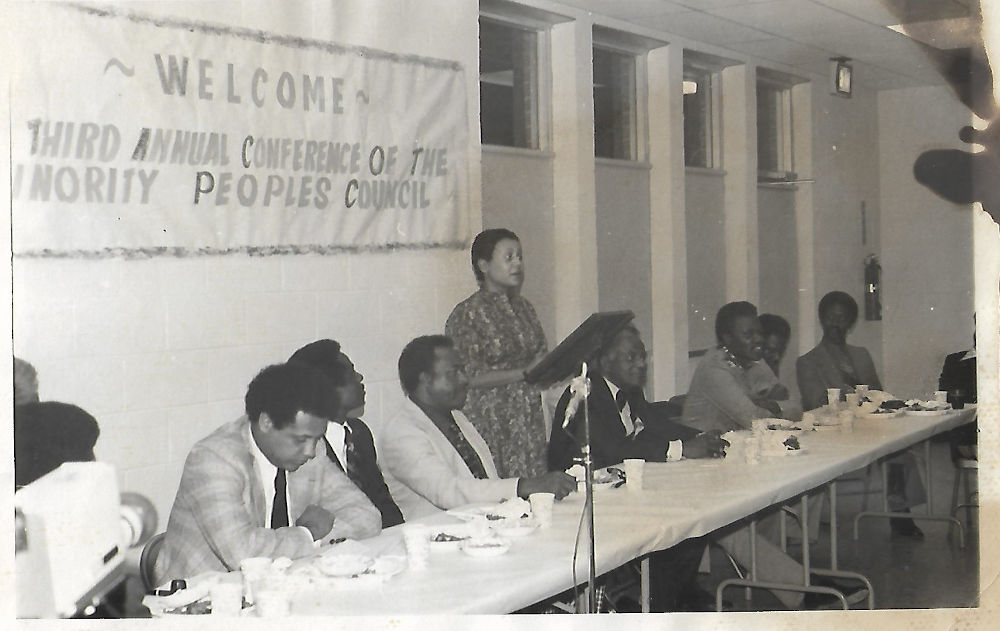 ~ WELCOME ~
THIRD ANNUAL CONFERENCE OF THE
INORITY PEOPLES COUNCIL